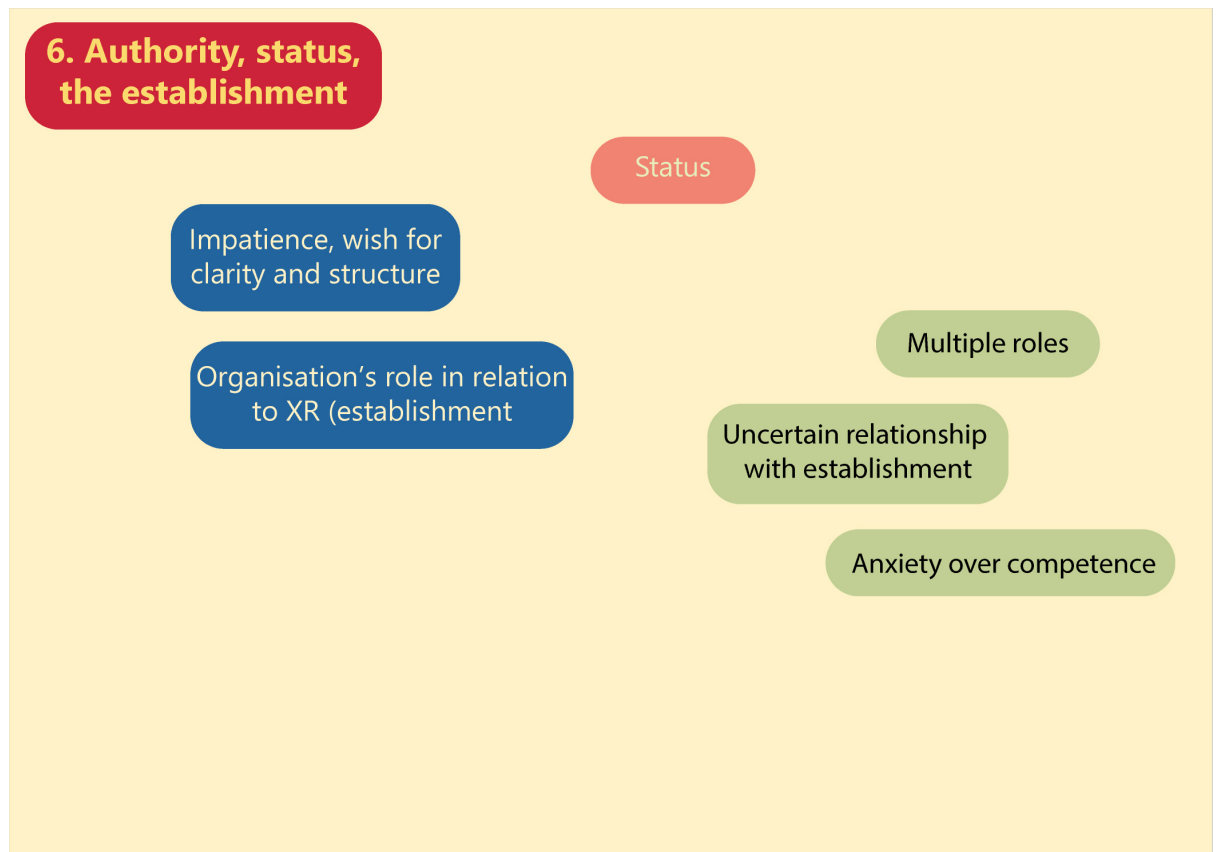 6. Authority, status,
the establishment
Status
Impatience, wish for
clarity and structure
Organisation’s role in relation
to XR (establishment
Multiple roles
Uncertain relationship
with establishment
Anxiety over competence